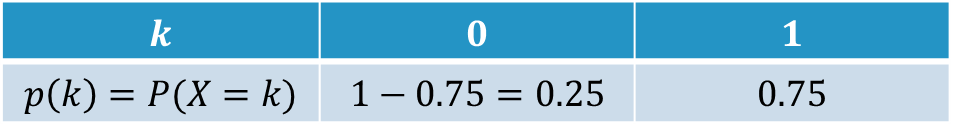 k 0 1
p(k) = P(X = k) 1 − 0.75 = 0.25 0.75